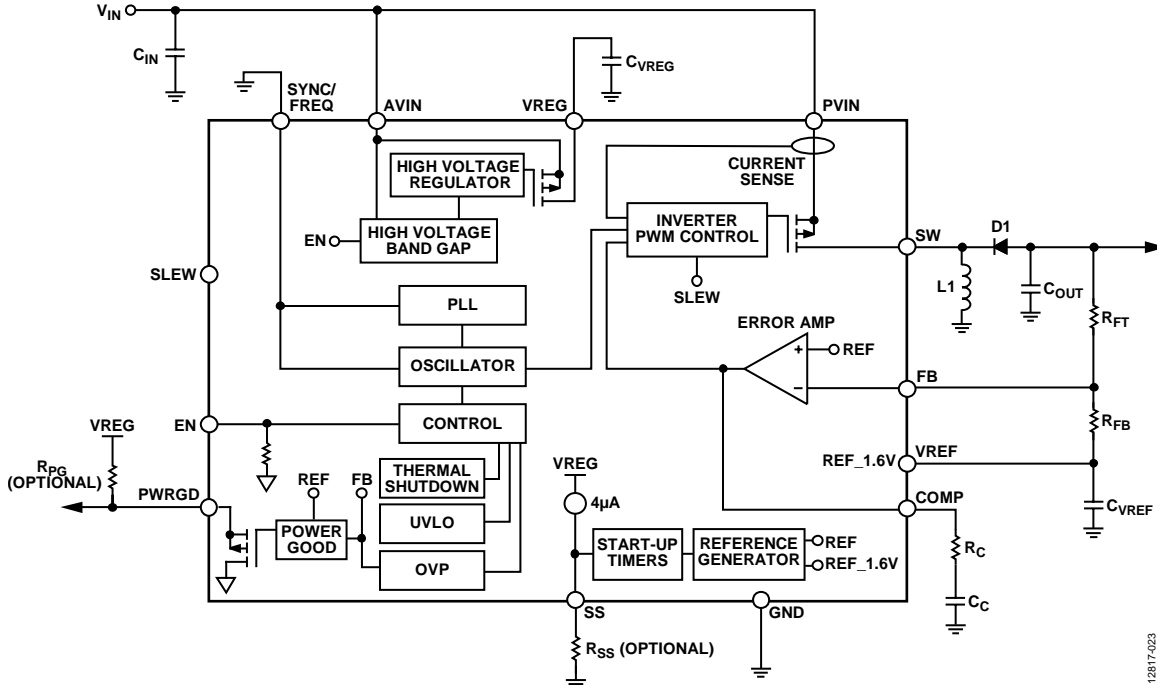 VIN
CIN
SYNC/
FREQ
AVIN
VREG
CVREG
PVIN
HIGH VOLTAGE
REGULATOR
CURRENT
SENSE
HIGH VOLTAGE
BAND GAP
EN
INVERTER
PWM CONTROL
SLEW
SW
D1
L1
COUT
RFT
SLEW
PLL
OSCILLATOR
ERROR AMP
+
REF
−
FB
RFB
EN
CONTROL
VREG
RPG
(OPTIONAL)
PWRGD
THERMAL
SHUTDOWN
REF
FB
POWER
GOOD
UVLO
OVP
VREG
4µA
START-UP
TIMERS
REFERENCE
GENERATOR
REF
REF_1.6V
REF_1.6V
VREF
CVREF
COMP
RC
CC
SS
RSS (OPTIONAL)
GND
12817-023